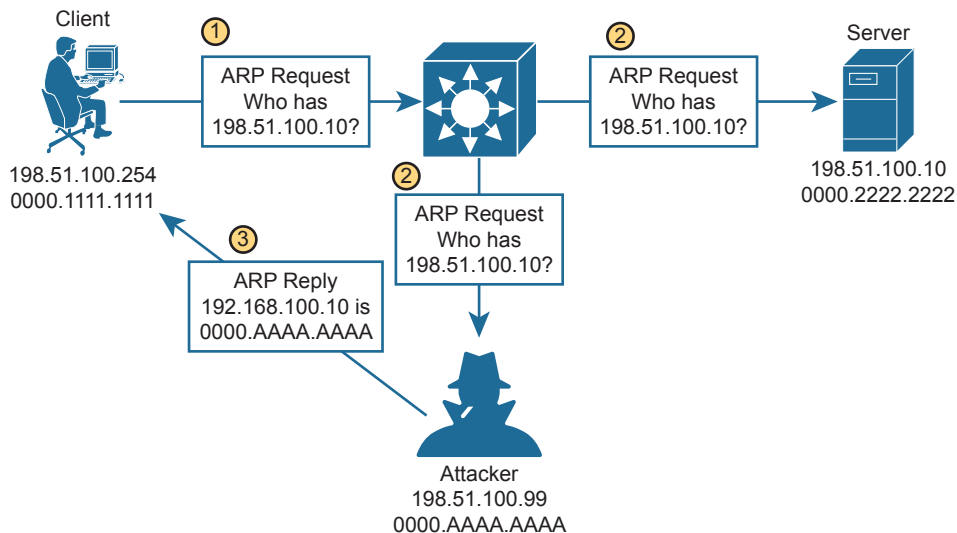 Client
1
ARP Request
Who has
198.51.100.10?
2
ARP Request
Who has
198.51.100.10?
Server
198.51.100.254
0000.1111.1111
198.51.100.10
0000.2222.2222
2
ARP Request
Who has
198.51.100.10?
3
ARP Reply
192.168.100.10 is
0000.AAAA.AAAA
Attacker
198.51.100.99
0000.AAAA.AAAA